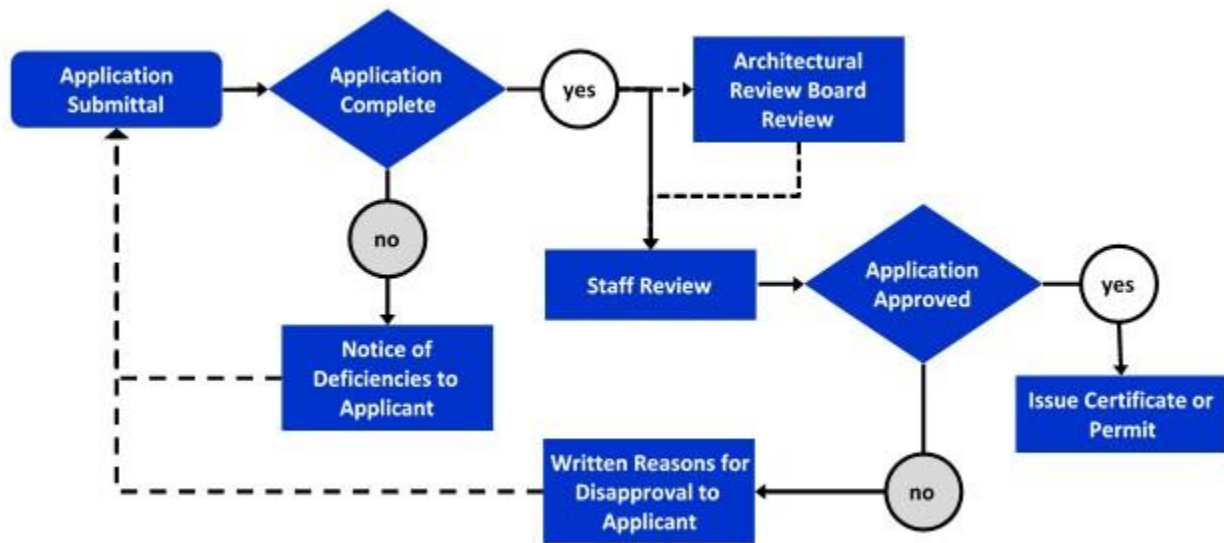 Application
Submittal
Application
Complete
yes
Architectural
Review Board
Review
no
Staff Review
Application
Approved
yes
Notice of
Deficiencies to
Applicant
Issue Certificate or
Permit
Written Reasons for
Disapproval to
Applicant
no